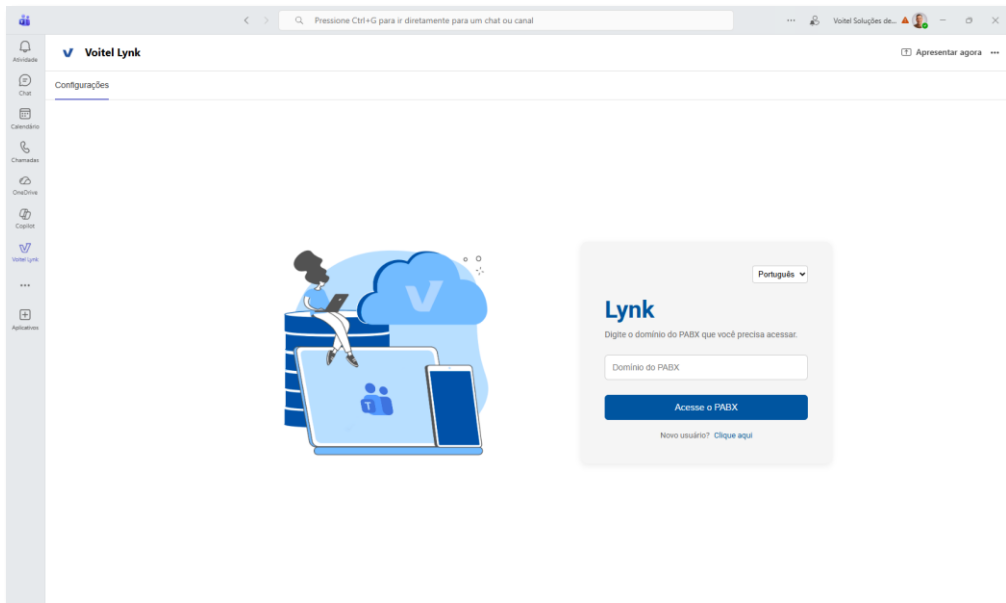 Pressione Ctrl+G para ir diretamente para um chat ou canal
Voitel Soluções de...
Atividade
Chat
Calendário
Chamadas
OneDrive
Copilot
Voitel Lynk
Aplicativos
Voitel Lynk
Apresentar agora
Configurações
T
Português
Lynk
Digite o domínio do PABX que você precisa acessar.
Domínio do PABX
Acesse o PABX
Novo usuário? Clique aqui